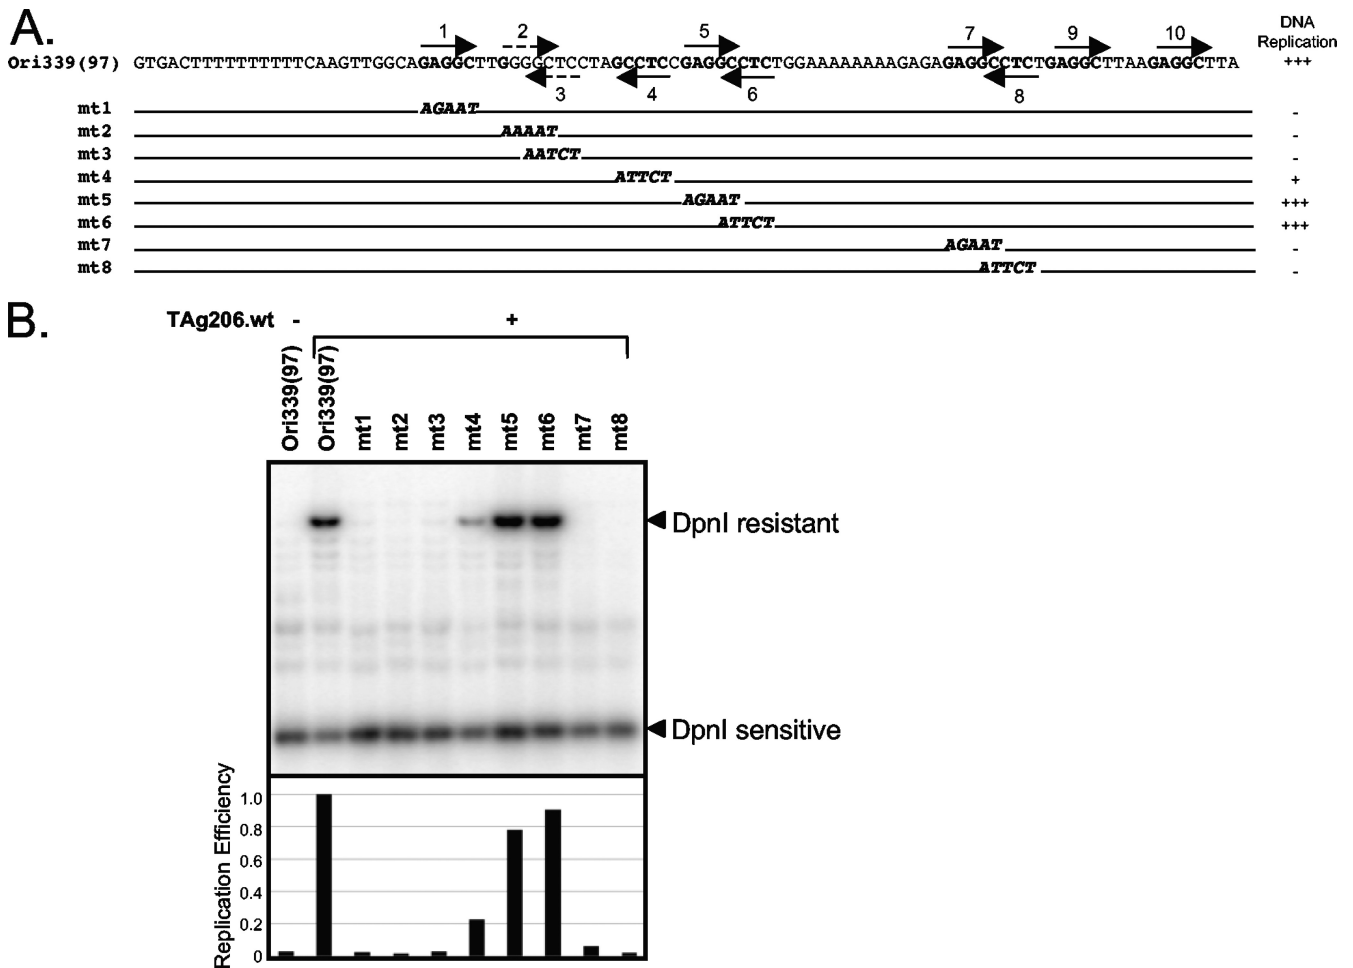 A.
1 2 5 7 9 10
DNA
Replication
Ori339(97) GTGACTTTTTTTTTTCAAGTTGGCAGAGGCTTGGGGCTCCTAGCCTCCGAGGCCTCTGGAAAAAAAAGAGAGAGGCCTCTGAGGCTTAAGAGGCTTA +++
3 4 6 8
mt1 AGAAT -
mt2 AAAAT -
mt3 AATCT -
mt4 ATTCT +
mt5 AGAAT +++
mt6 ATTCT +++
mt7 AGAAT -
mt8 ATTCT -
B.
TAg206.wt - +
Ori339(97) Ori339(97) mt1 mt2 mt3 mt4 mt5 mt6 mt7 mt8
DpnI resistant
DpnI sensitive
Replication Efficiency
1.0
0.8
0.6
0.4
0.2
0